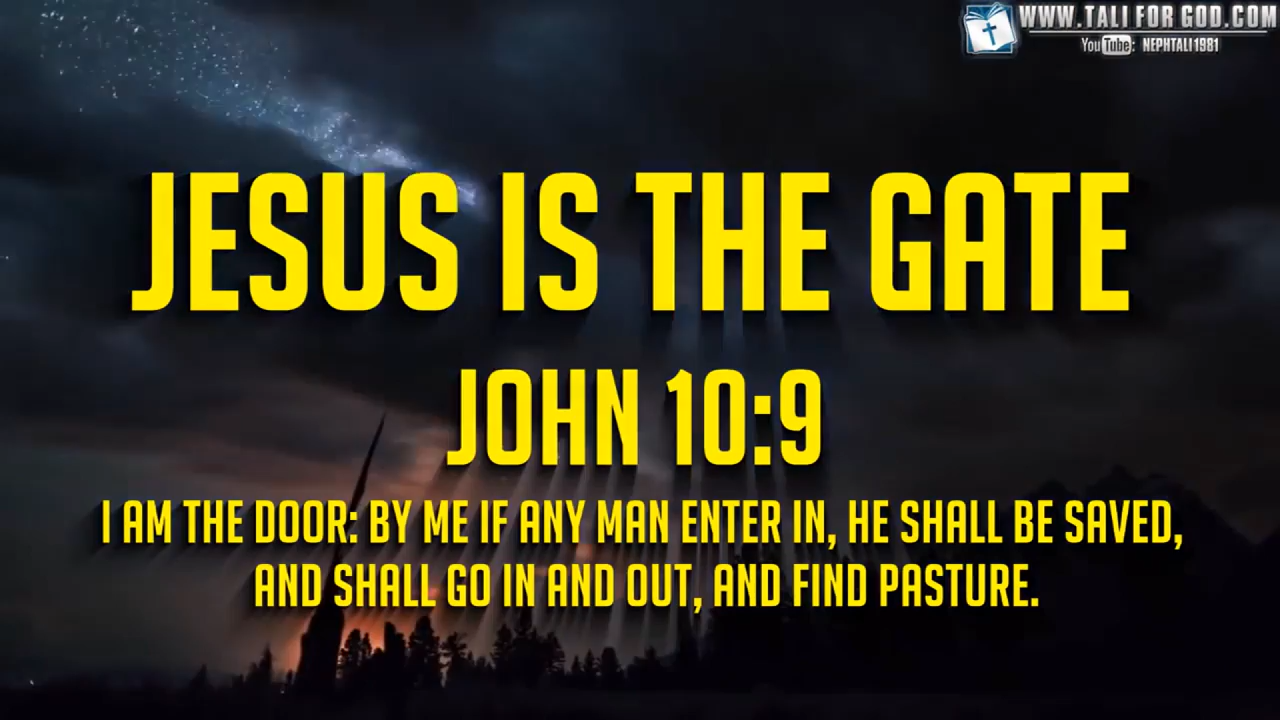 WWW.TALI FOR GOD.COM
YouTube: NEPHTALI1981
JESUS IS THE GATE
JOHN 10:9
I AM THE DOOR: BY ME IF ANY MAN ENTER IN, HE SHALL BE SAVED,
AND SHALL GO IN AND OUT, AND FIND PASTURE.